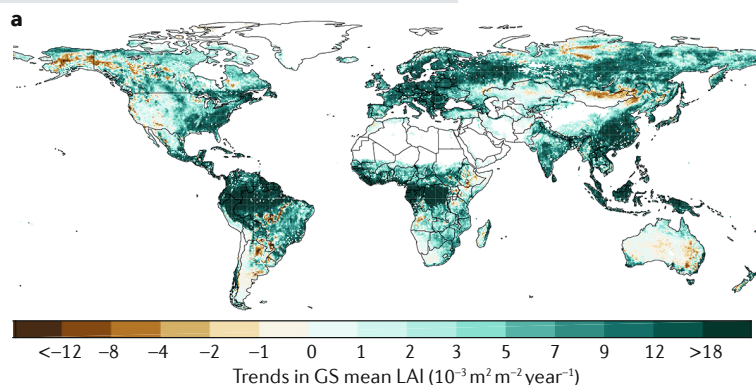 a
<−12 −8 −4 −2 −1 0 1 2 3 5 7 9 12 >18
Trends in GS mean LAI (10⁻³ m² m⁻² year⁻¹)